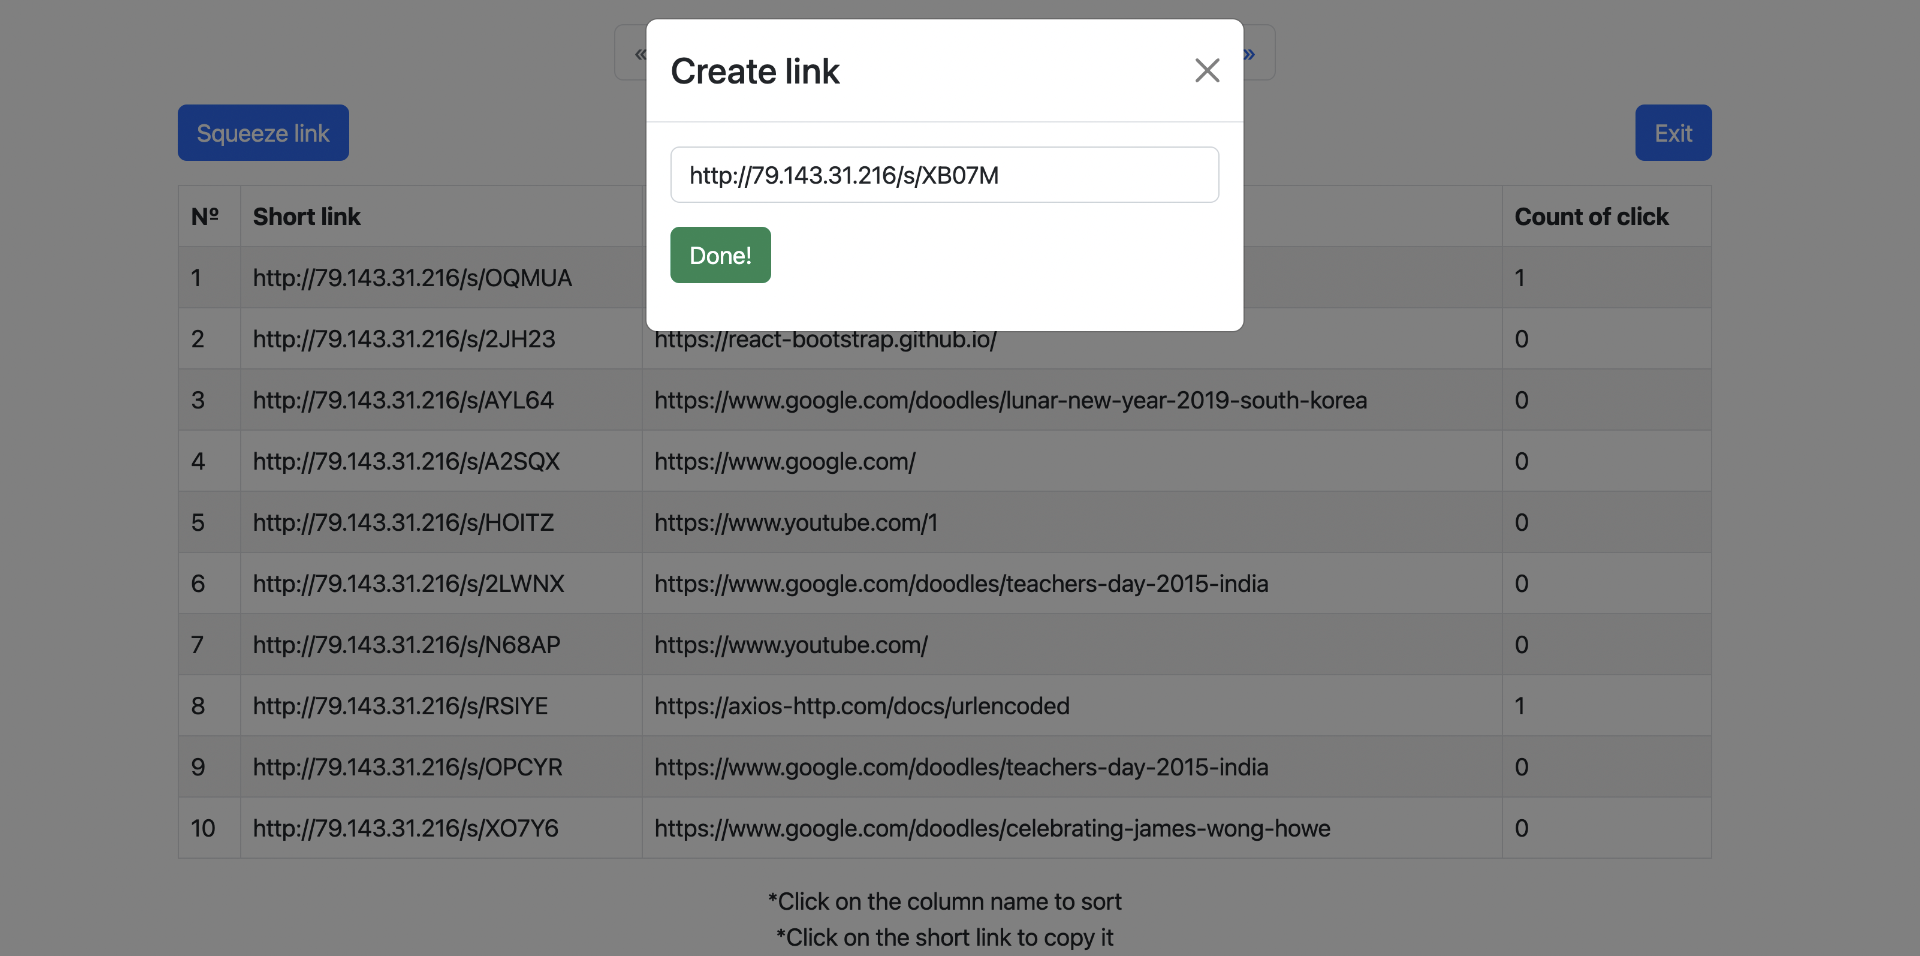 «
Create link
»
Squeeze link
http://79.143.31.216/s/XB07M
Exit
Done!
Nº Short link Count of click
1 http://79.143.31.216/s/OQMUA 1
2 http://79.143.31.216/s/2JH23 https://react-bootstrap.github.io/ 0
3 http://79.143.31.216/s/AYL64 https://www.google.com/doodles/lunar-new-year-2019-south-korea 0
4 http://79.143.31.216/s/A2SQX https://www.google.com/ 0
5 http://79.143.31.216/s/HOITZ https://www.youtube.com/1 0
6 http://79.143.31.216/s/2LWNX https://www.google.com/doodles/teachers-day-2015-india 0
7 http://79.143.31.216/s/N68AP https://www.youtube.com/ 0
8 http://79.143.31.216/s/RSIYE https://axios-http.com/docs/urlencoded 1
9 http://79.143.31.216/s/OPCYR https://www.google.com/doodles/teachers-day-2015-india 0
10 http://79.143.31.216/s/XO7Y6 https://www.google.com/doodles/celebrating-james-wong-howe 0
*Click on the column name to sort
*Click on the short link to copy it